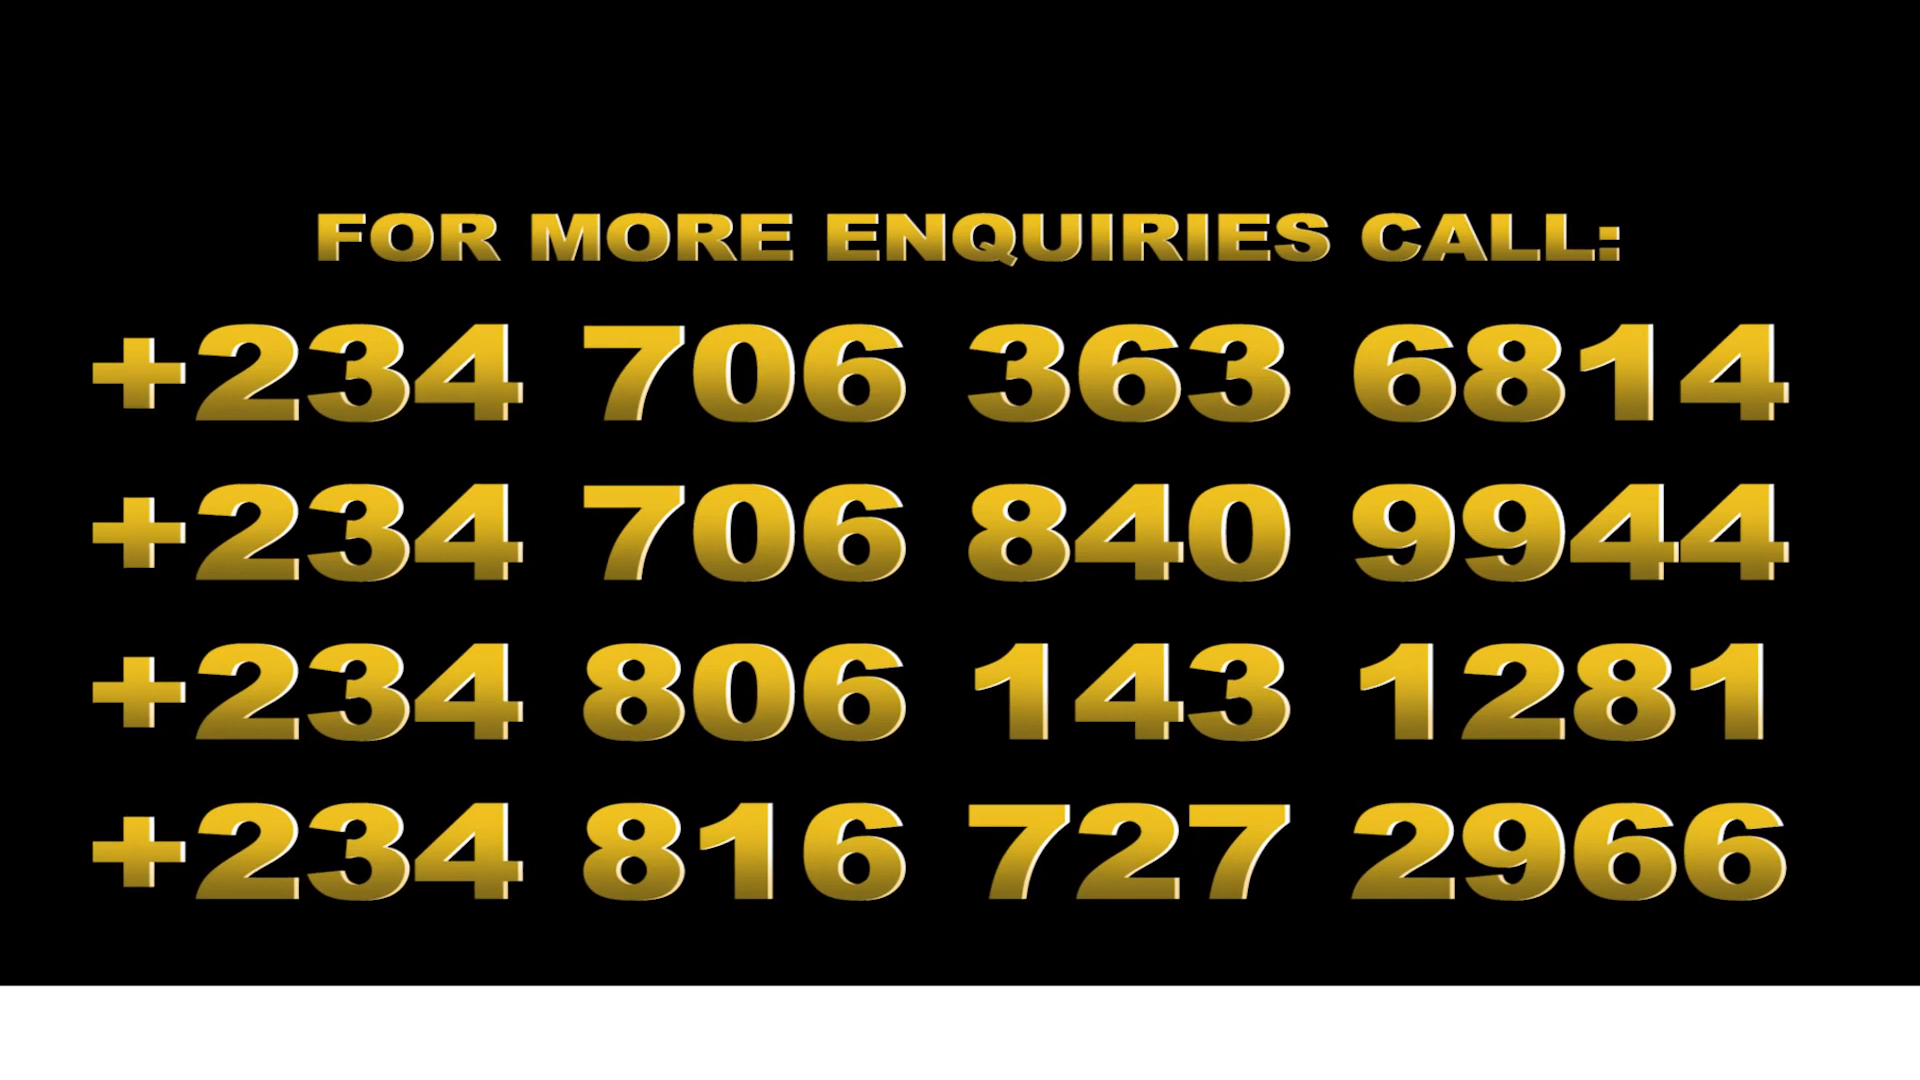 FOR MORE ENQUIRIES CALL:
+234 706 363 6814
+234 706 840 9944
+234 806 143 1281
+234 816 727 2966